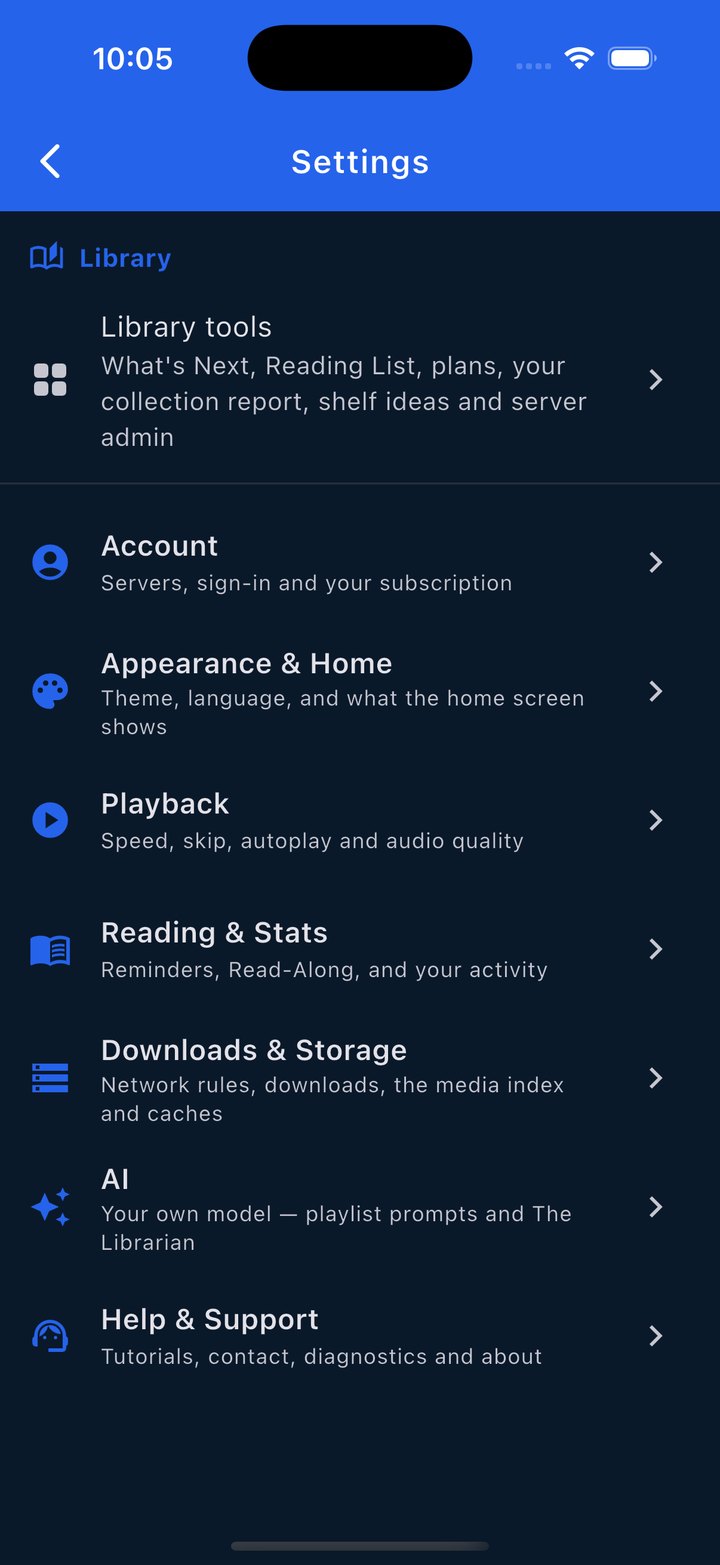 10:05
Settings
Library
Library tools
What's Next, Reading List, plans, your
collection report, shelf ideas and server
admin
Account
Servers, sign-in and your subscription
Appearance & Home
Theme, language, and what the home screen
shows
Playback
Speed, skip, autoplay and audio quality
Reading & Stats
Reminders, Read-Along, and your activity
Downloads & Storage
Network rules, downloads, the media index
and caches
AI
Your own model — playlist prompts and The
Librarian
Help & Support
Tutorials, contact, diagnostics and about